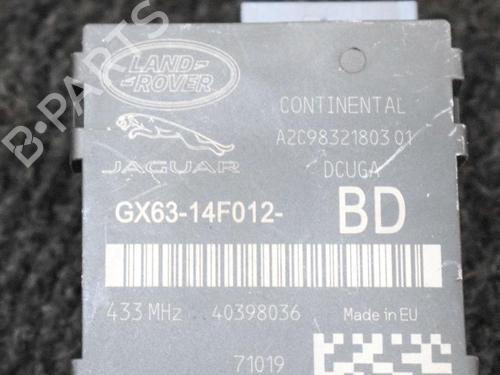 B-PARTS
LAND
ROVER
CONTINENTAL
A2C98321803 01
JAGUAR
DCUGA
GX63-14F012-
BD
433 MHz 40398036 Made in EU
71019